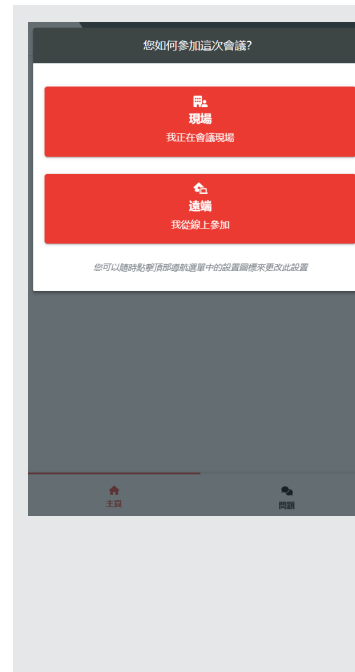 您如何參加這次會議?
現場
我正在會議現場
遠端
我從線上參加
您可以隨時點擊頂部導航選單中的設置圖標來更改此設置
主頁
問題